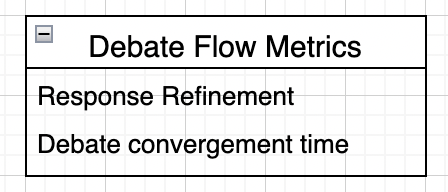 Debate Flow Metrics
Response Refinement
Debate convergement time